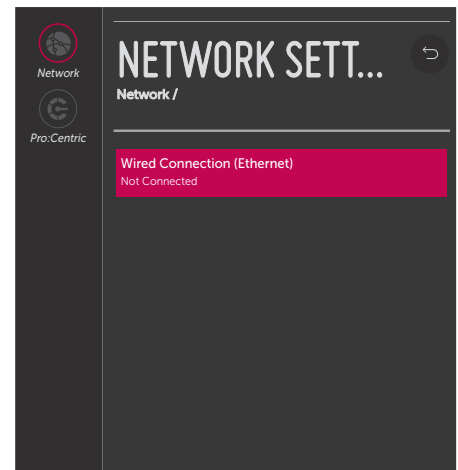 NETWORK SETT...
Network /
Network
Pro:Centric
Wired Connection (Ethernet)
Not Connected